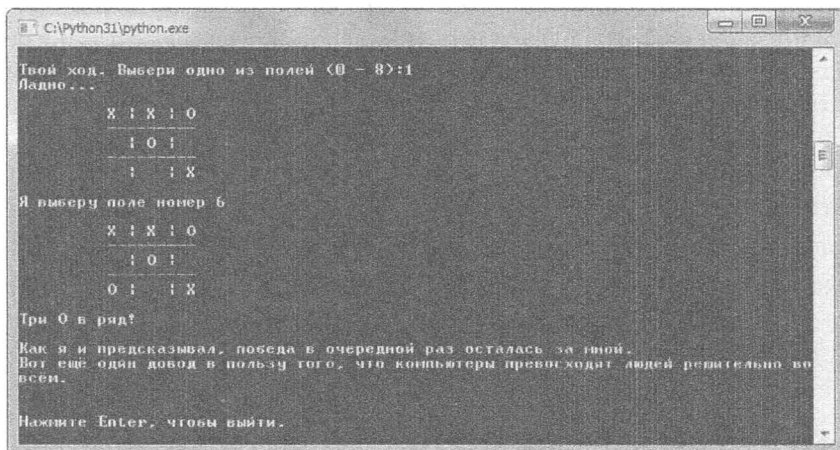 C:\Python31\python.exe
Твой ход. Выбери одно из полей (0 - 8):1
Ладно...
X ¦ X ¦ O
---------
¦ O ¦
---------
¦ ¦ X
Я выберу поле номер 6
X ¦ X ¦ O
---------
¦ O ¦
---------
O ¦ ¦ X
Три O в ряд!
Как я и предсказывал, победа в очередной раз осталась за мной.
Вот ещё один довод в пользу того, что компьютеры превосходят людей решительно во
всём.
Нажмите Enter, чтобы выйти.